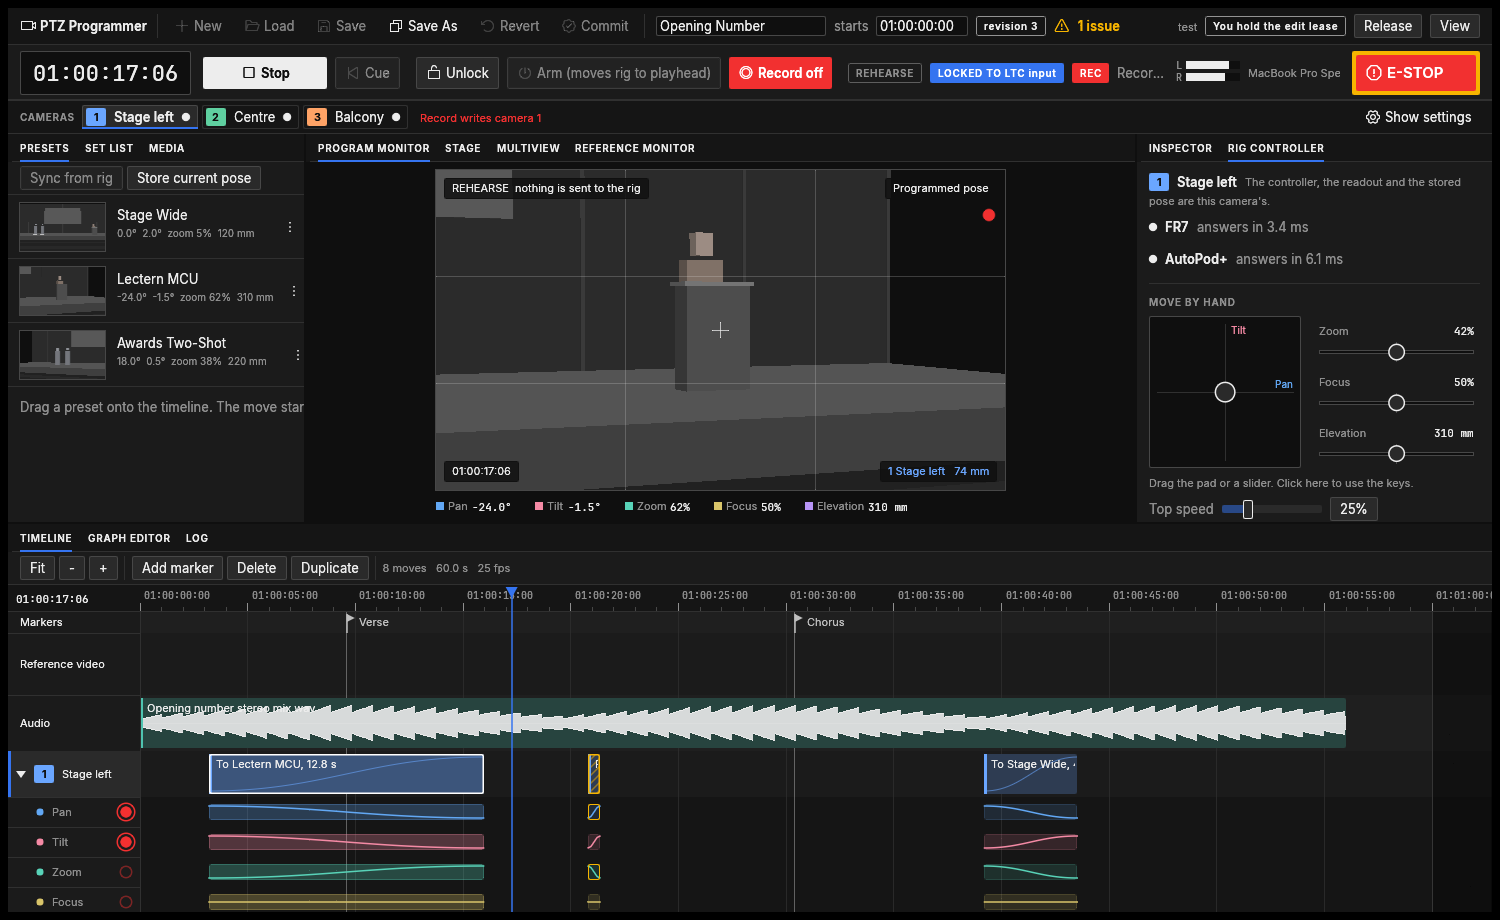 PTZ Programmer New Load Save Save As Revert Commit Opening Number starts 01:00:00:00 revision 3 1 issue test You hold the edit lease Release View
01:00:17:06 Stop Cue Unlock Arm (moves rig to playhead) Record off REHEARSE LOCKED TO LTC input REC Recor... L R MacBook Pro Spe E-STOP
CAMERAS 1 Stage left 2 Centre 3 Balcony Record writes camera 1 Show settings
PRESETS SET LIST MEDIA
Sync from rig Store current pose
Stage Wide
0.0° 2.0° zoom 5% 120 mm
Lectern MCU
-24.0° -1.5° zoom 62% 310 mm
Awards Two-Shot
18.0° 0.5° zoom 38% 220 mm
Drag a preset onto the timeline. The move star
PROGRAM MONITOR STAGE MULTIVIEW REFERENCE MONITOR
REHEARSE nothing is sent to the rig Programmed pose
01:00:17:06 1 Stage left 74 mm
Pan -24.0° Tilt -1.5° Zoom 62% Focus 50% Elevation 310 mm
INSPECTOR RIG CONTROLLER
1 Stage left The controller, the readout and the stored
pose are this camera's.
FR7 answers in 3.4 ms
AutoPod+ answers in 6.1 ms
MOVE BY HAND
Tilt
Pan
Zoom 42%
Focus 50%
Elevation 310 mm
Drag the pad or a slider. Click here to use the keys.
Top speed 25%
TIMELINE GRAPH EDITOR LOG
Fit - + Add marker Delete Duplicate 8 moves 60.0 s 25 fps
01:00:17:06 01:00:00:00 01:00:05:00 01:00:10:00 01:00:15:00 01:00:20:00 01:00:25:00 01:00:30:00 01:00:35:00 01:00:40:00 01:00:45:00 01:00:50:00 01:00:55:00 01:01:00:0
Markers Verse Chorus
Reference video
Audio Opening number stereo mix.wav
1 Stage left To Lectern MCU, 12.8 s To Stage Wide,
Pan
Tilt
Zoom
Focus